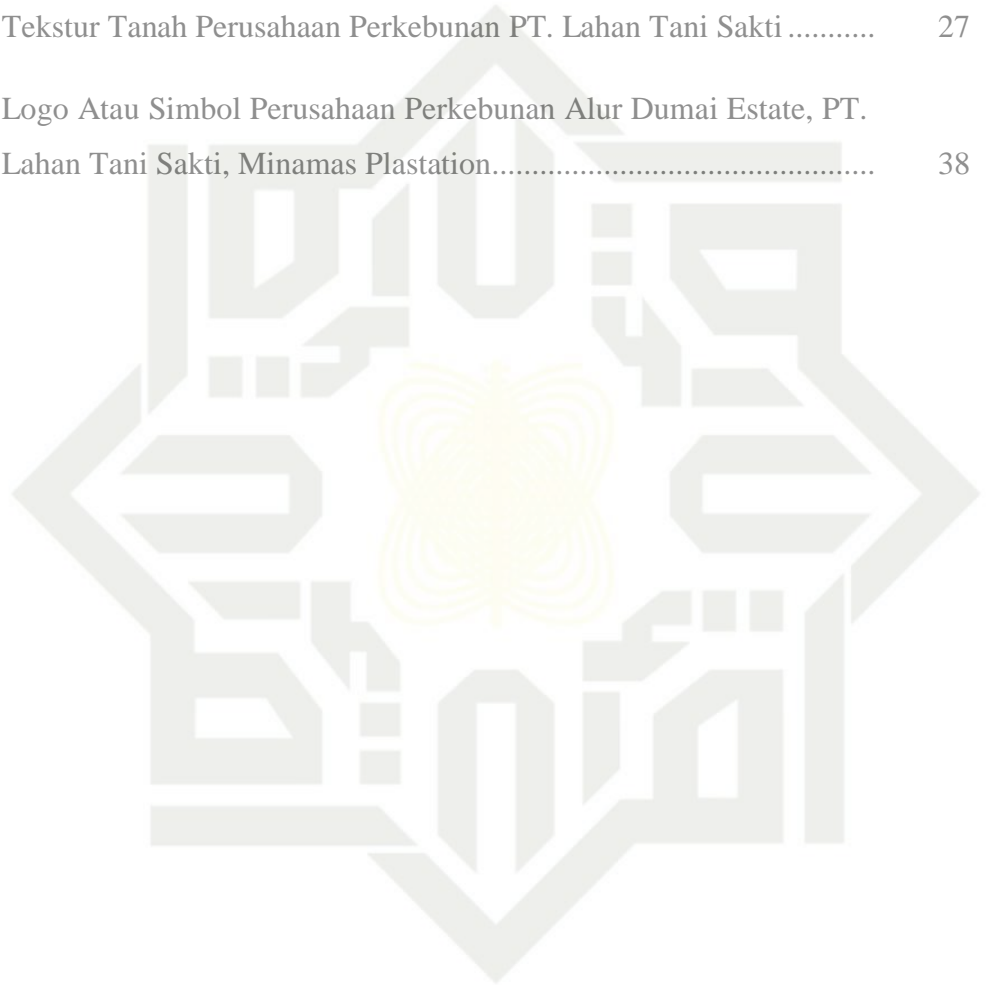 Tekstur Tanah Perusahaan Perkebunan PT. Lahan Tani Sakti ........... 27
Logo Atau Simbol Perusahaan Perkebunan Alur Dumai Estate, PT.
Lahan Tani Sakti, Minamas Plastation............................................... 38